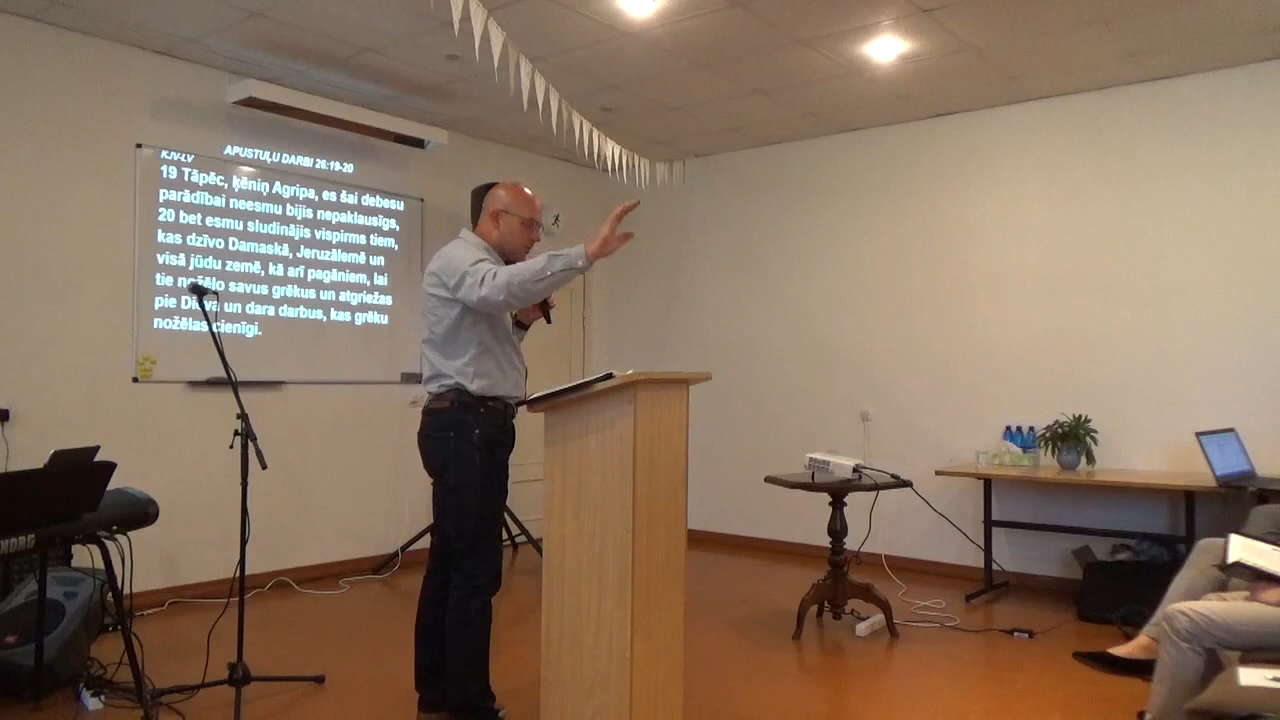 KJV-LV
APUSTUĻU DARBI 26:19-20
19 Tāpēc, ķēniņ Agripa, es šai debesu
parādībai neesmu bijis nepaklausīgs,
20 bet esmu sludinājis vispirms tiem,
kas dzīvo Damaskā, Jeruzālemē un
visā jūdu zemē, kā arī pagāniem, lai
tie nožēlo savus grēkus un atgriežas
pie Dieva un dara darbus, kas grēku
nožēlas cienīgi.
KORG